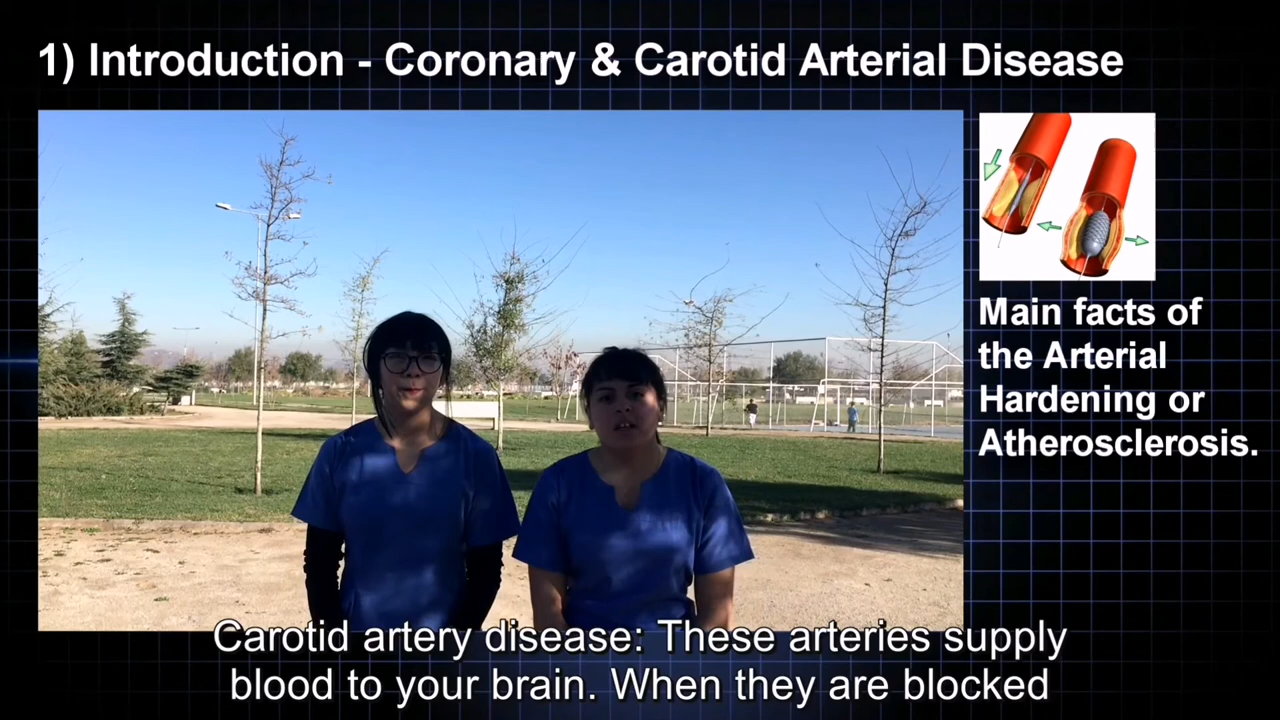 1) Introduction - Coronary & Carotid Arterial Disease
Main facts of
the Arterial
Hardening or
Atherosclerosis.
Carotid artery disease: These arteries supply
blood to your brain. When they are blocked